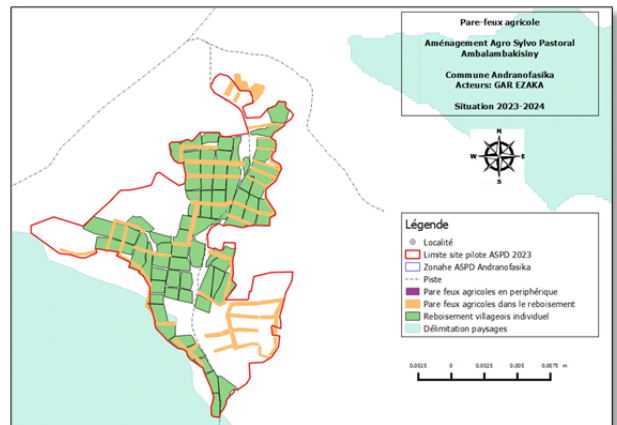 Pare-feux agricole
Aménagement Agro Sylvo Pastoral
Ambalambakisiny
Commune Andranofasika
Acteurs: GAR EZAKA
Situation 2023-2024
N
W E
S
Légende
Localité
Limite site pilote ASPD 2023
Zonahe ASPD Andranofasika
Piste
Pare feux agricoles en periphérique
Pare feux agricoles dans le reboisement
Reboisement villageois individuel
Délimitation paysages
0.0025 0 0.0025 0.005 0.0075 m